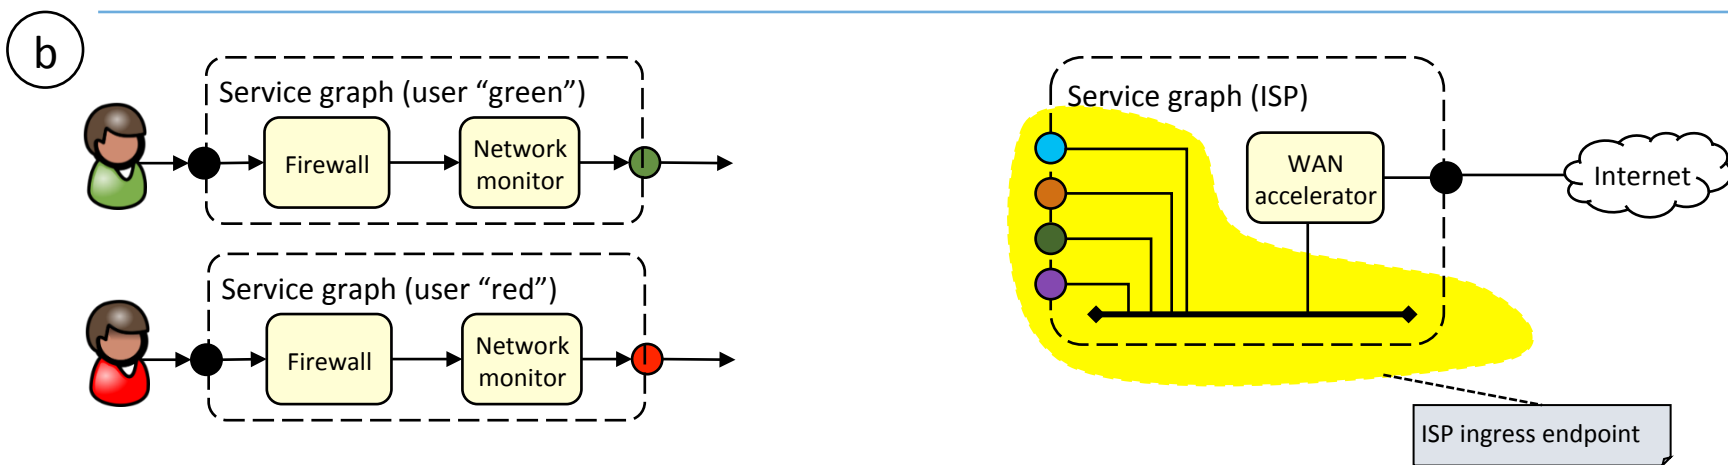 b
Service graph (user “green”)
Firewall
Network
monitor
Service graph (user “red”)
Firewall
Network
monitor
Service graph (ISP)
WAN
accelerator
Internet
ISP ingress endpoint